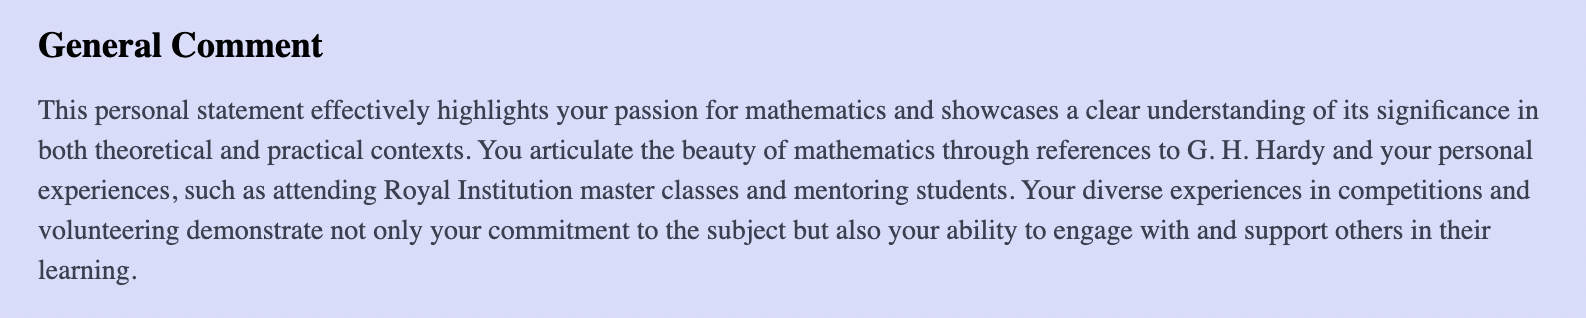 General Comment
This personal statement effectively highlights your passion for mathematics and showcases a clear understanding of its significance in
both theoretical and practical contexts. You articulate the beauty of mathematics through references to G. H. Hardy and your personal
experiences, such as attending Royal Institution master classes and mentoring students. Your diverse experiences in competitions and
volunteering demonstrate not only your commitment to the subject but also your ability to engage with and support others in their
learning.